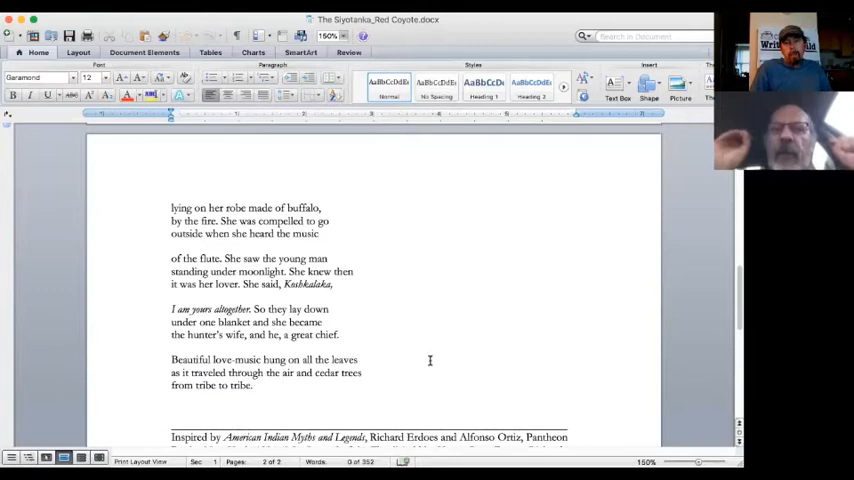 The Siyotanka_Red Coyote.docx
150%
Search in Document
Home Layout Document Elements Tables Charts SmartArt Review
Font Paragraph Styles Insert
Garamond 12
AaBbCcDdEe AaBbCcDdEe AaBbCcDc AaBbCcDdEe
Normal No Spacing Heading 1 Heading 2 Text Box Shape Picture
lying on her robe made of buffalo,
by the fire. She was compelled to go
outside when she heard the music
of the flute. She saw the young man
standing under moonlight. She knew then
it was her lover. She said, Koshkalaka,
I am yours altogether. So they lay down
under one blanket and she became
the hunter's wife, and he, a great chief.
Beautiful love-music hung on all the leaves
as it traveled through the air and cedar trees
from tribe to tribe.
Inspired by American Indian Myths and Legends, Richard Erdoes and Alfonso Ortiz, Pantheon
Print Layout View Sec 1 Pages: 2 of 2 Words: 0 of 352 150%